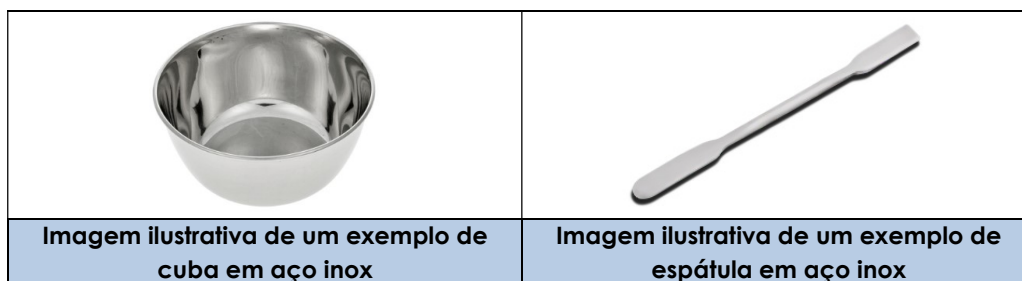 Imagem ilustrativa de um exemplo de
cuba em aço inox
Imagem ilustrativa de um exemplo de
espátula em aço inox